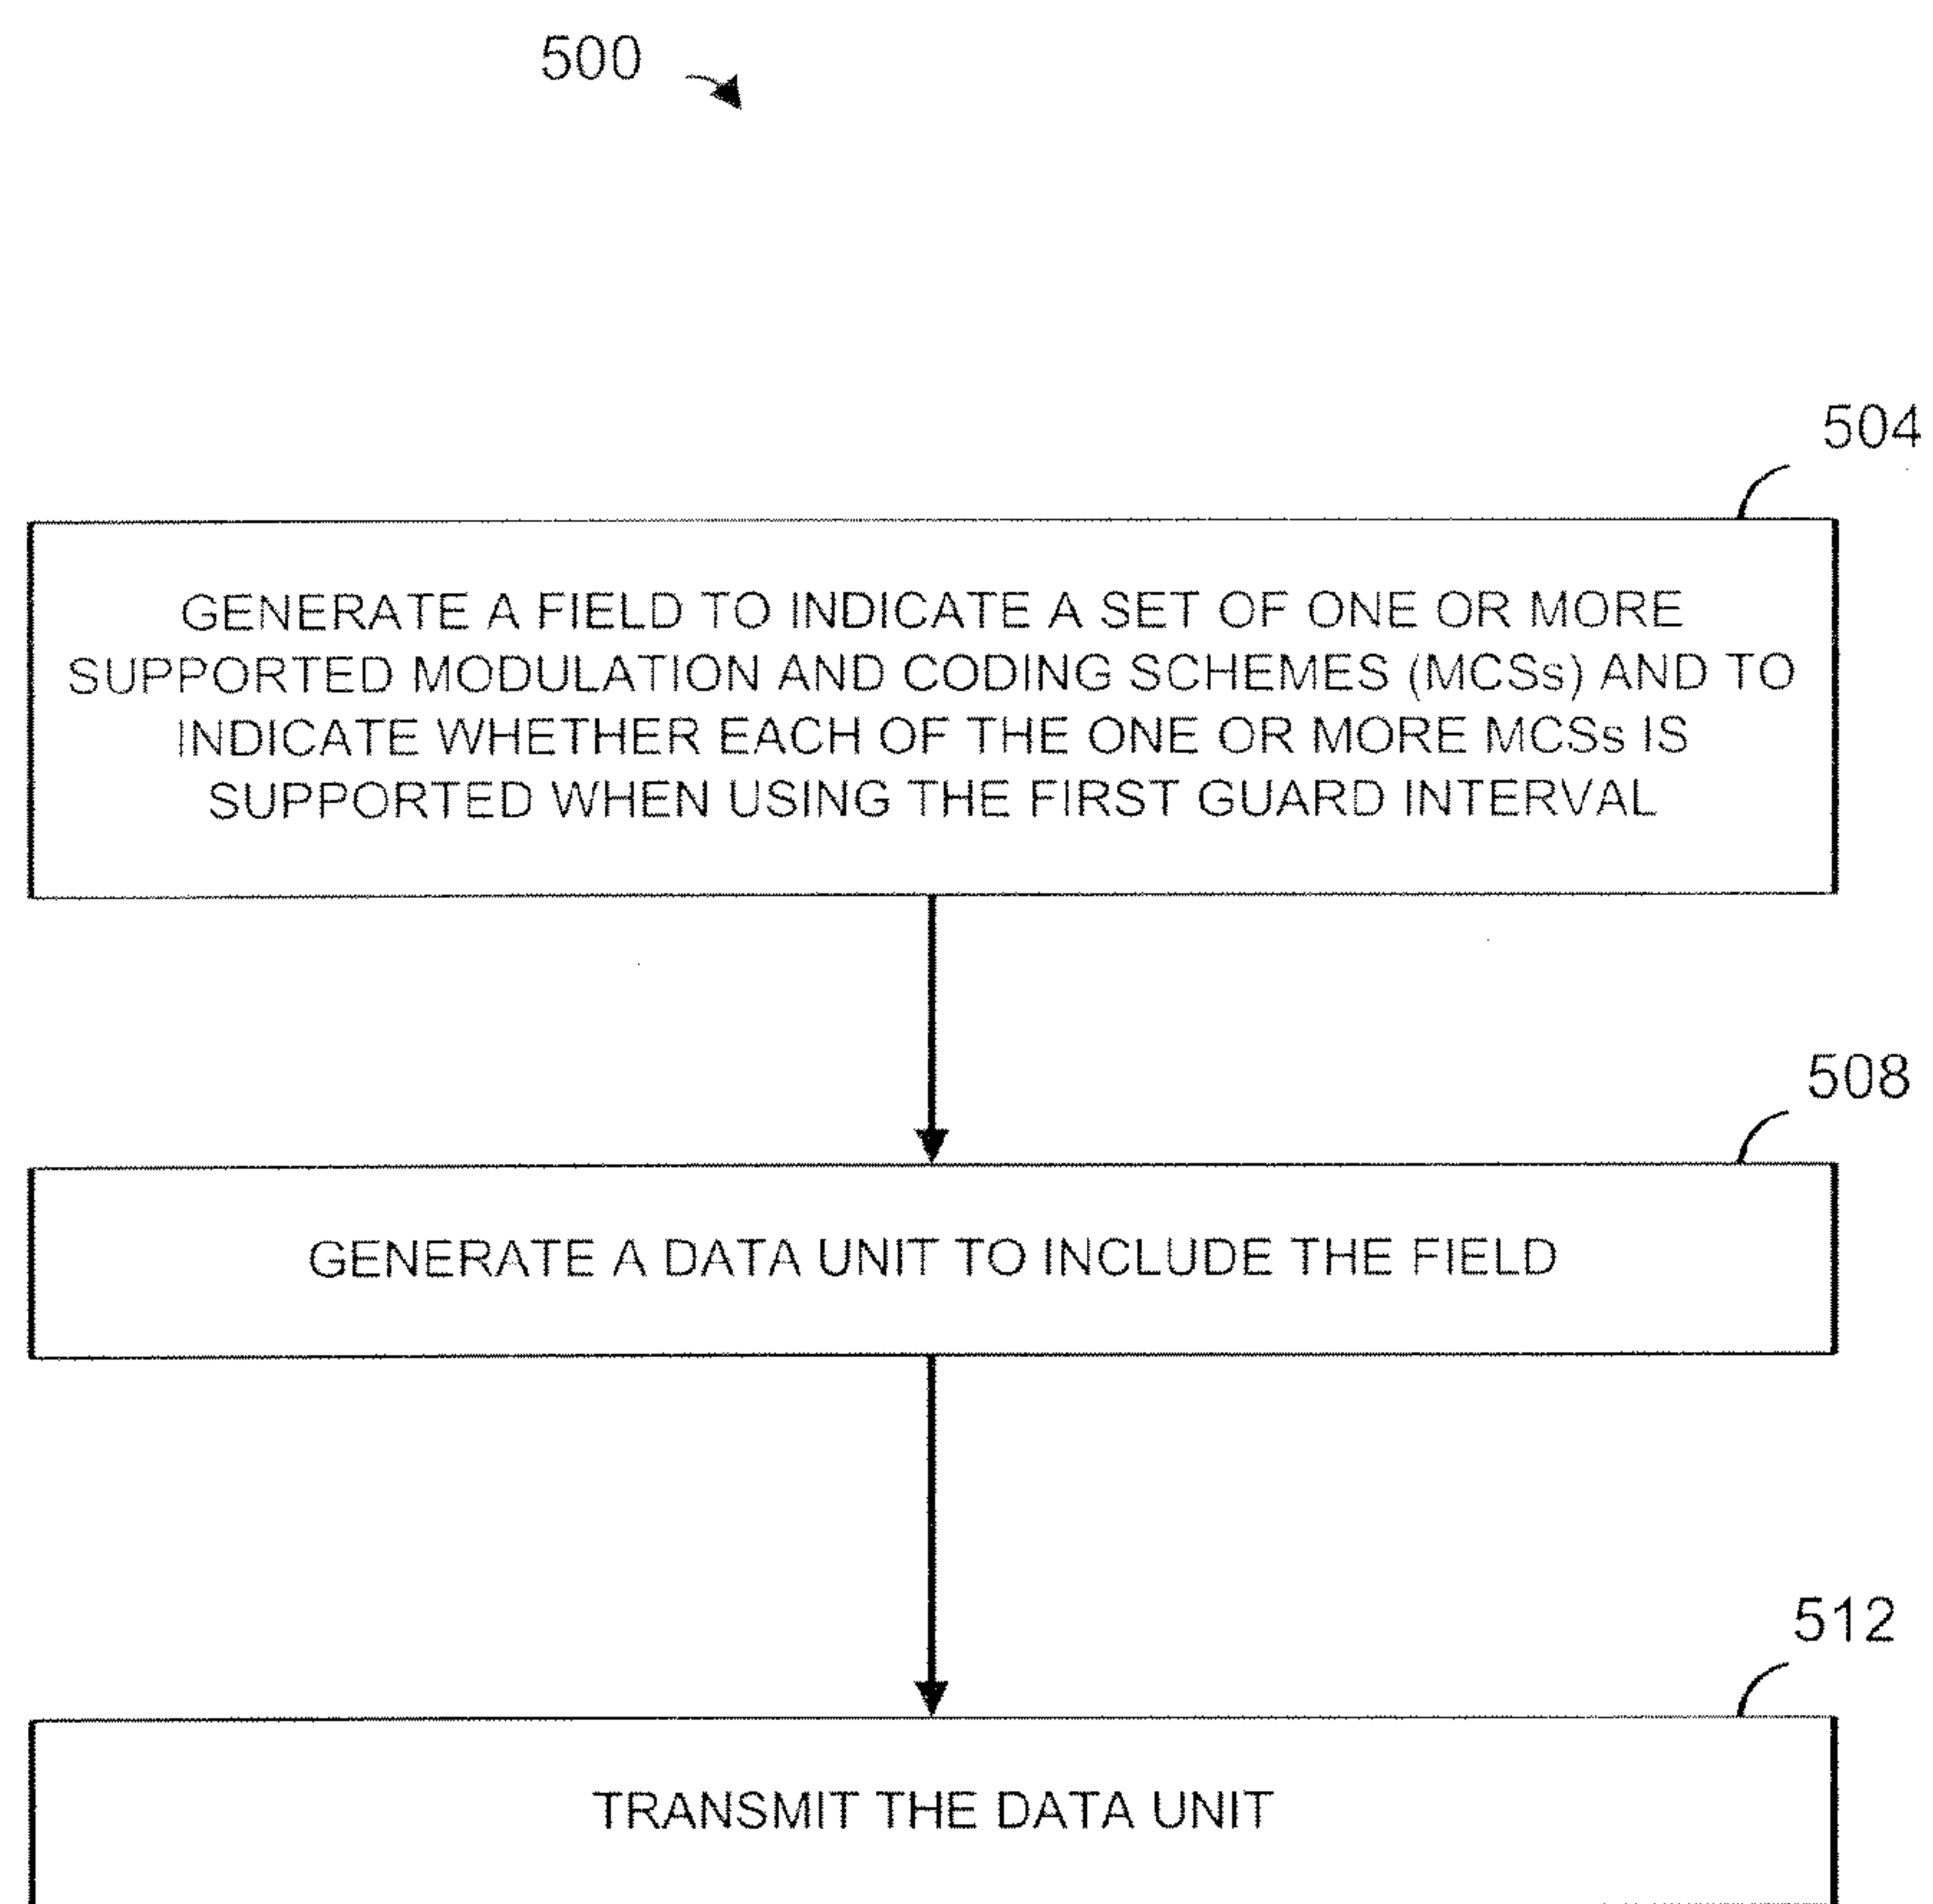 500
504
GENERATE A FIELD TO INDICATE A SET OF ONE OR MORE
SUPPORTED MODULATION AND CODING SCHEMES (MCSs) AND TO
INDICATE WHETHER EACH OF THE ONE OR MORE MCSs IS
SUPPORTED WHEN USING THE FIRST GUARD INTERVAL
508
GENERATE A DATA UNIT TO INCLUDE THE FIELD
512
TRANSMIT THE DATA UNIT